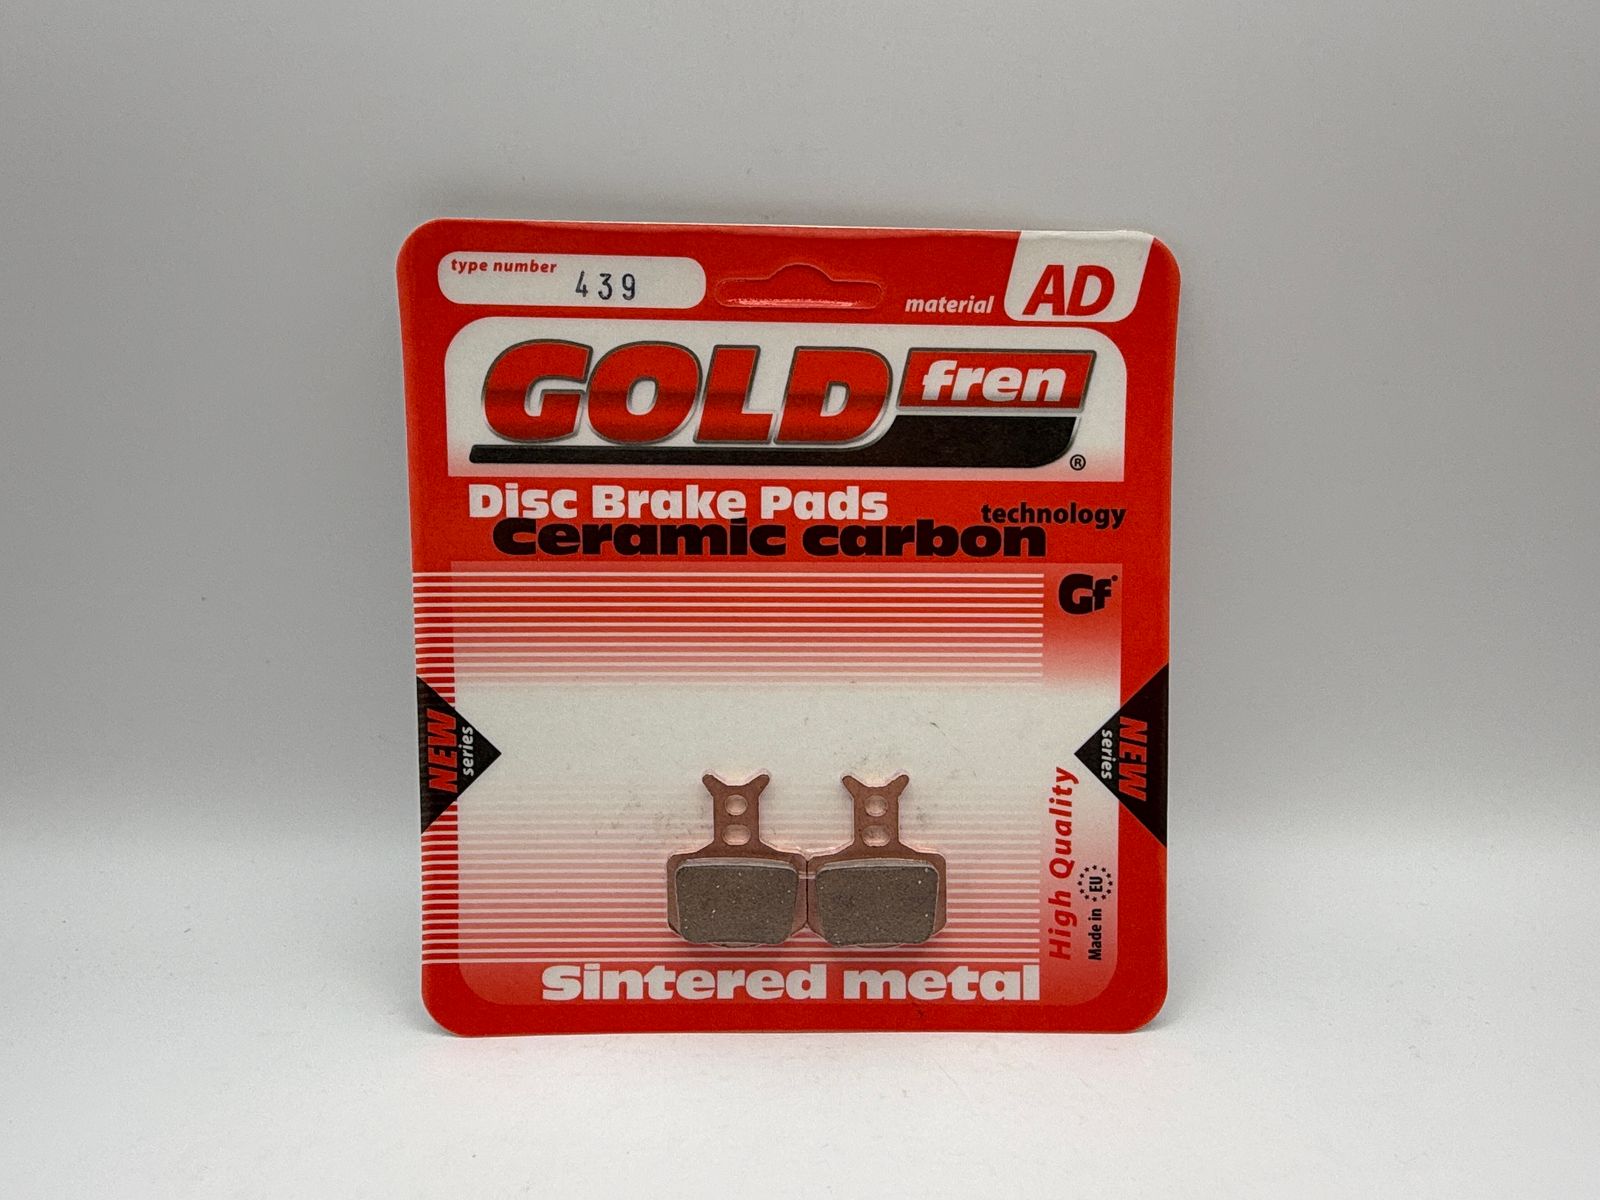 type number 439
material AD
GOLD fren ®
Disc Brake Pads
technology
Ceramic carbon
Gf
NEW series
NEW series
High Quality
Made in EU
Sintered metal